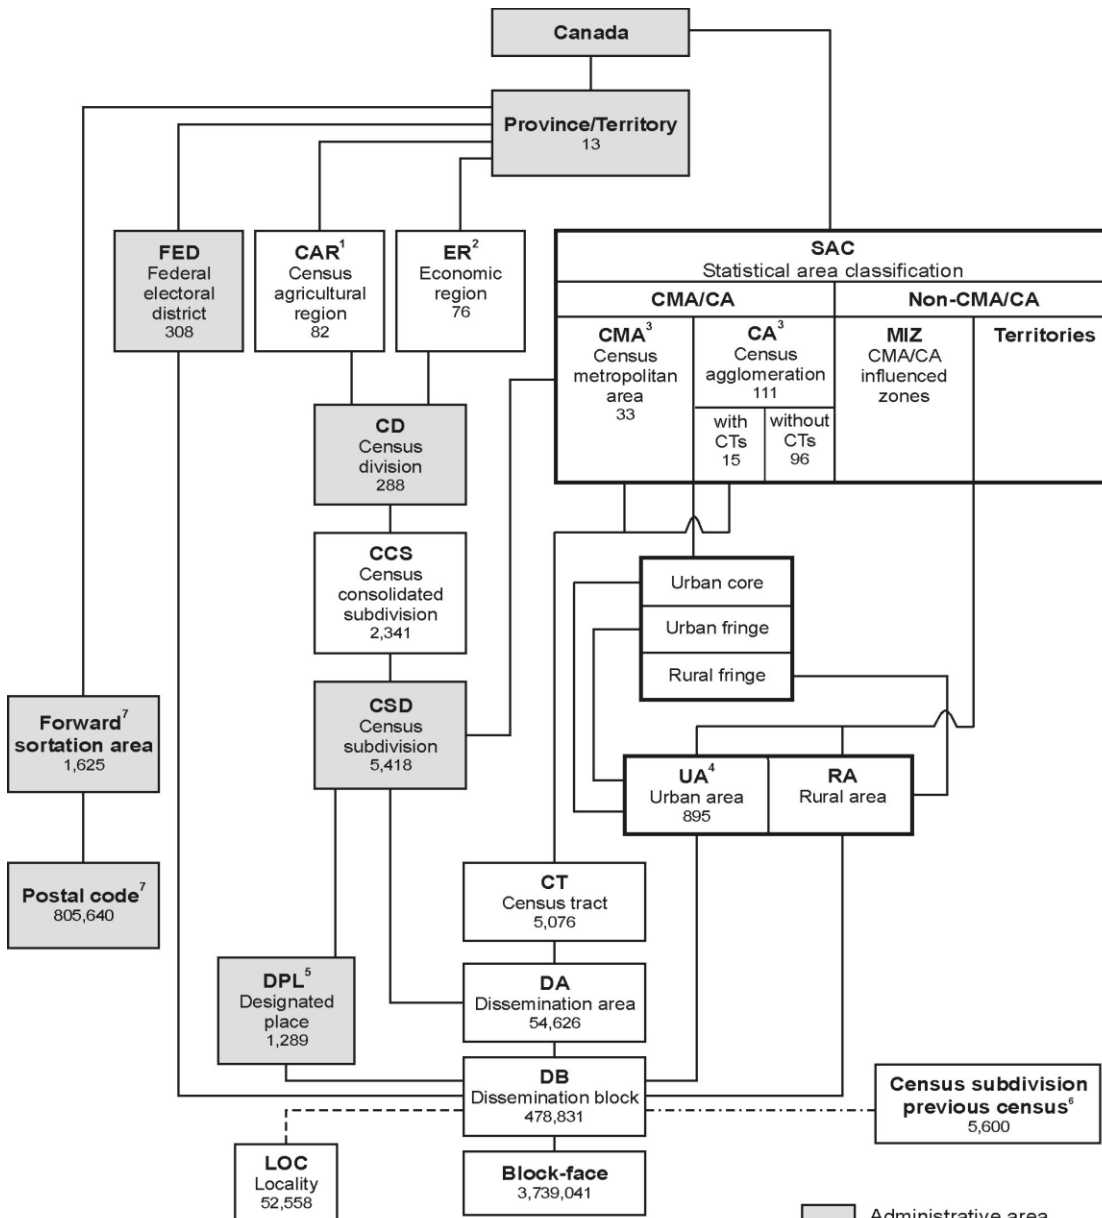 Canada
Province/Territory
13
FED
Federal
electoral
district
308
CAR1
Census
agricultural
region
82
ER2
Economic
region
76
SAC
Statistical area classification
CMA/CA
Non-CMA/CA
CMA3
Census
metropolitan
area
33
CA3
Census
agglomeration
111
with
CTs
15
without
CTs
96
MIZ
CMA/CA
influenced
zones
Territories
CD
Census
division
288
CCS
Census
consolidated
subdivision
2,341
Urban core
Urban fringe
Rural fringe
CSD
Census
subdivision
5,418
Forward7
sortation area
1,625
UA4
Urban area
895
RA
Rural area
Postal code7
805,640
CT
Census tract
5,076
DPL5
Designated
place
1,289
DA
Dissemination area
54,626
DB
Dissemination block
478,831
Census subdivision
previous census6
5,600
LOC
Locality
52,558
Block-face
3,739,041
Administrative area